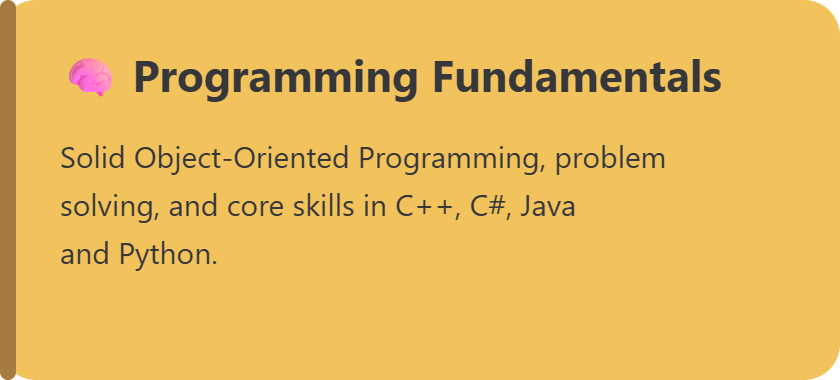 Programming Fundamentals
Solid Object-Oriented Programming, problem
solving, and core skills in C++, C#, Java
and Python.